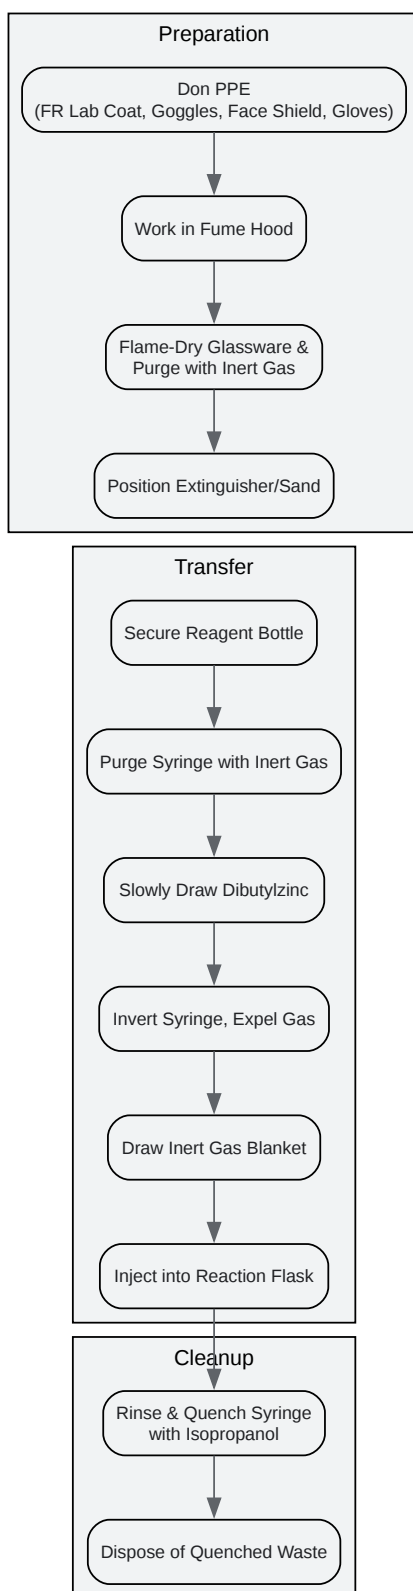 Preparation
Don PPE
(FR Lab Coat, Goggles, Face Shield, Gloves)
Work in Fume Hood
Flame-Dry Glassware &
Purge with Inert Gas
Position Extinguisher/Sand
Transfer
Secure Reagent Bottle
Purge Syringe with Inert Gas
Slowly Draw Dibutylzinc
Invert Syringe, Expel Gas
Draw Inert Gas Blanket
Inject into Reaction Flask
Cleanup
Rinse & Quench Syringe
with Isopropanol
Dispose of Quenched Waste